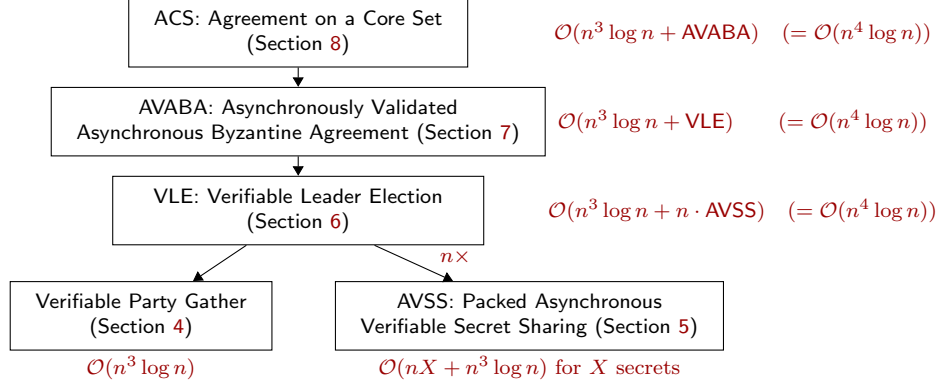 ACS: Agreement on a Core Set
(Section 8)
𝒪(n³ log n + AVABA) (= 𝒪(n⁴ log n))
AVABA: Asynchronously Validated
Asynchronous Byzantine Agreement (Section 7)
𝒪(n³ log n + VLE) (= 𝒪(n⁴ log n))
VLE: Verifiable Leader Election
(Section 6)
𝒪(n³ log n + n · AVSS) (= 𝒪(n⁴ log n))
n×
Verifiable Party Gather
(Section 4)
𝒪(n³ log n)
AVSS: Packed Asynchronous
Verifiable Secret Sharing (Section 5)
𝒪(nX + n³ log n) for X secrets